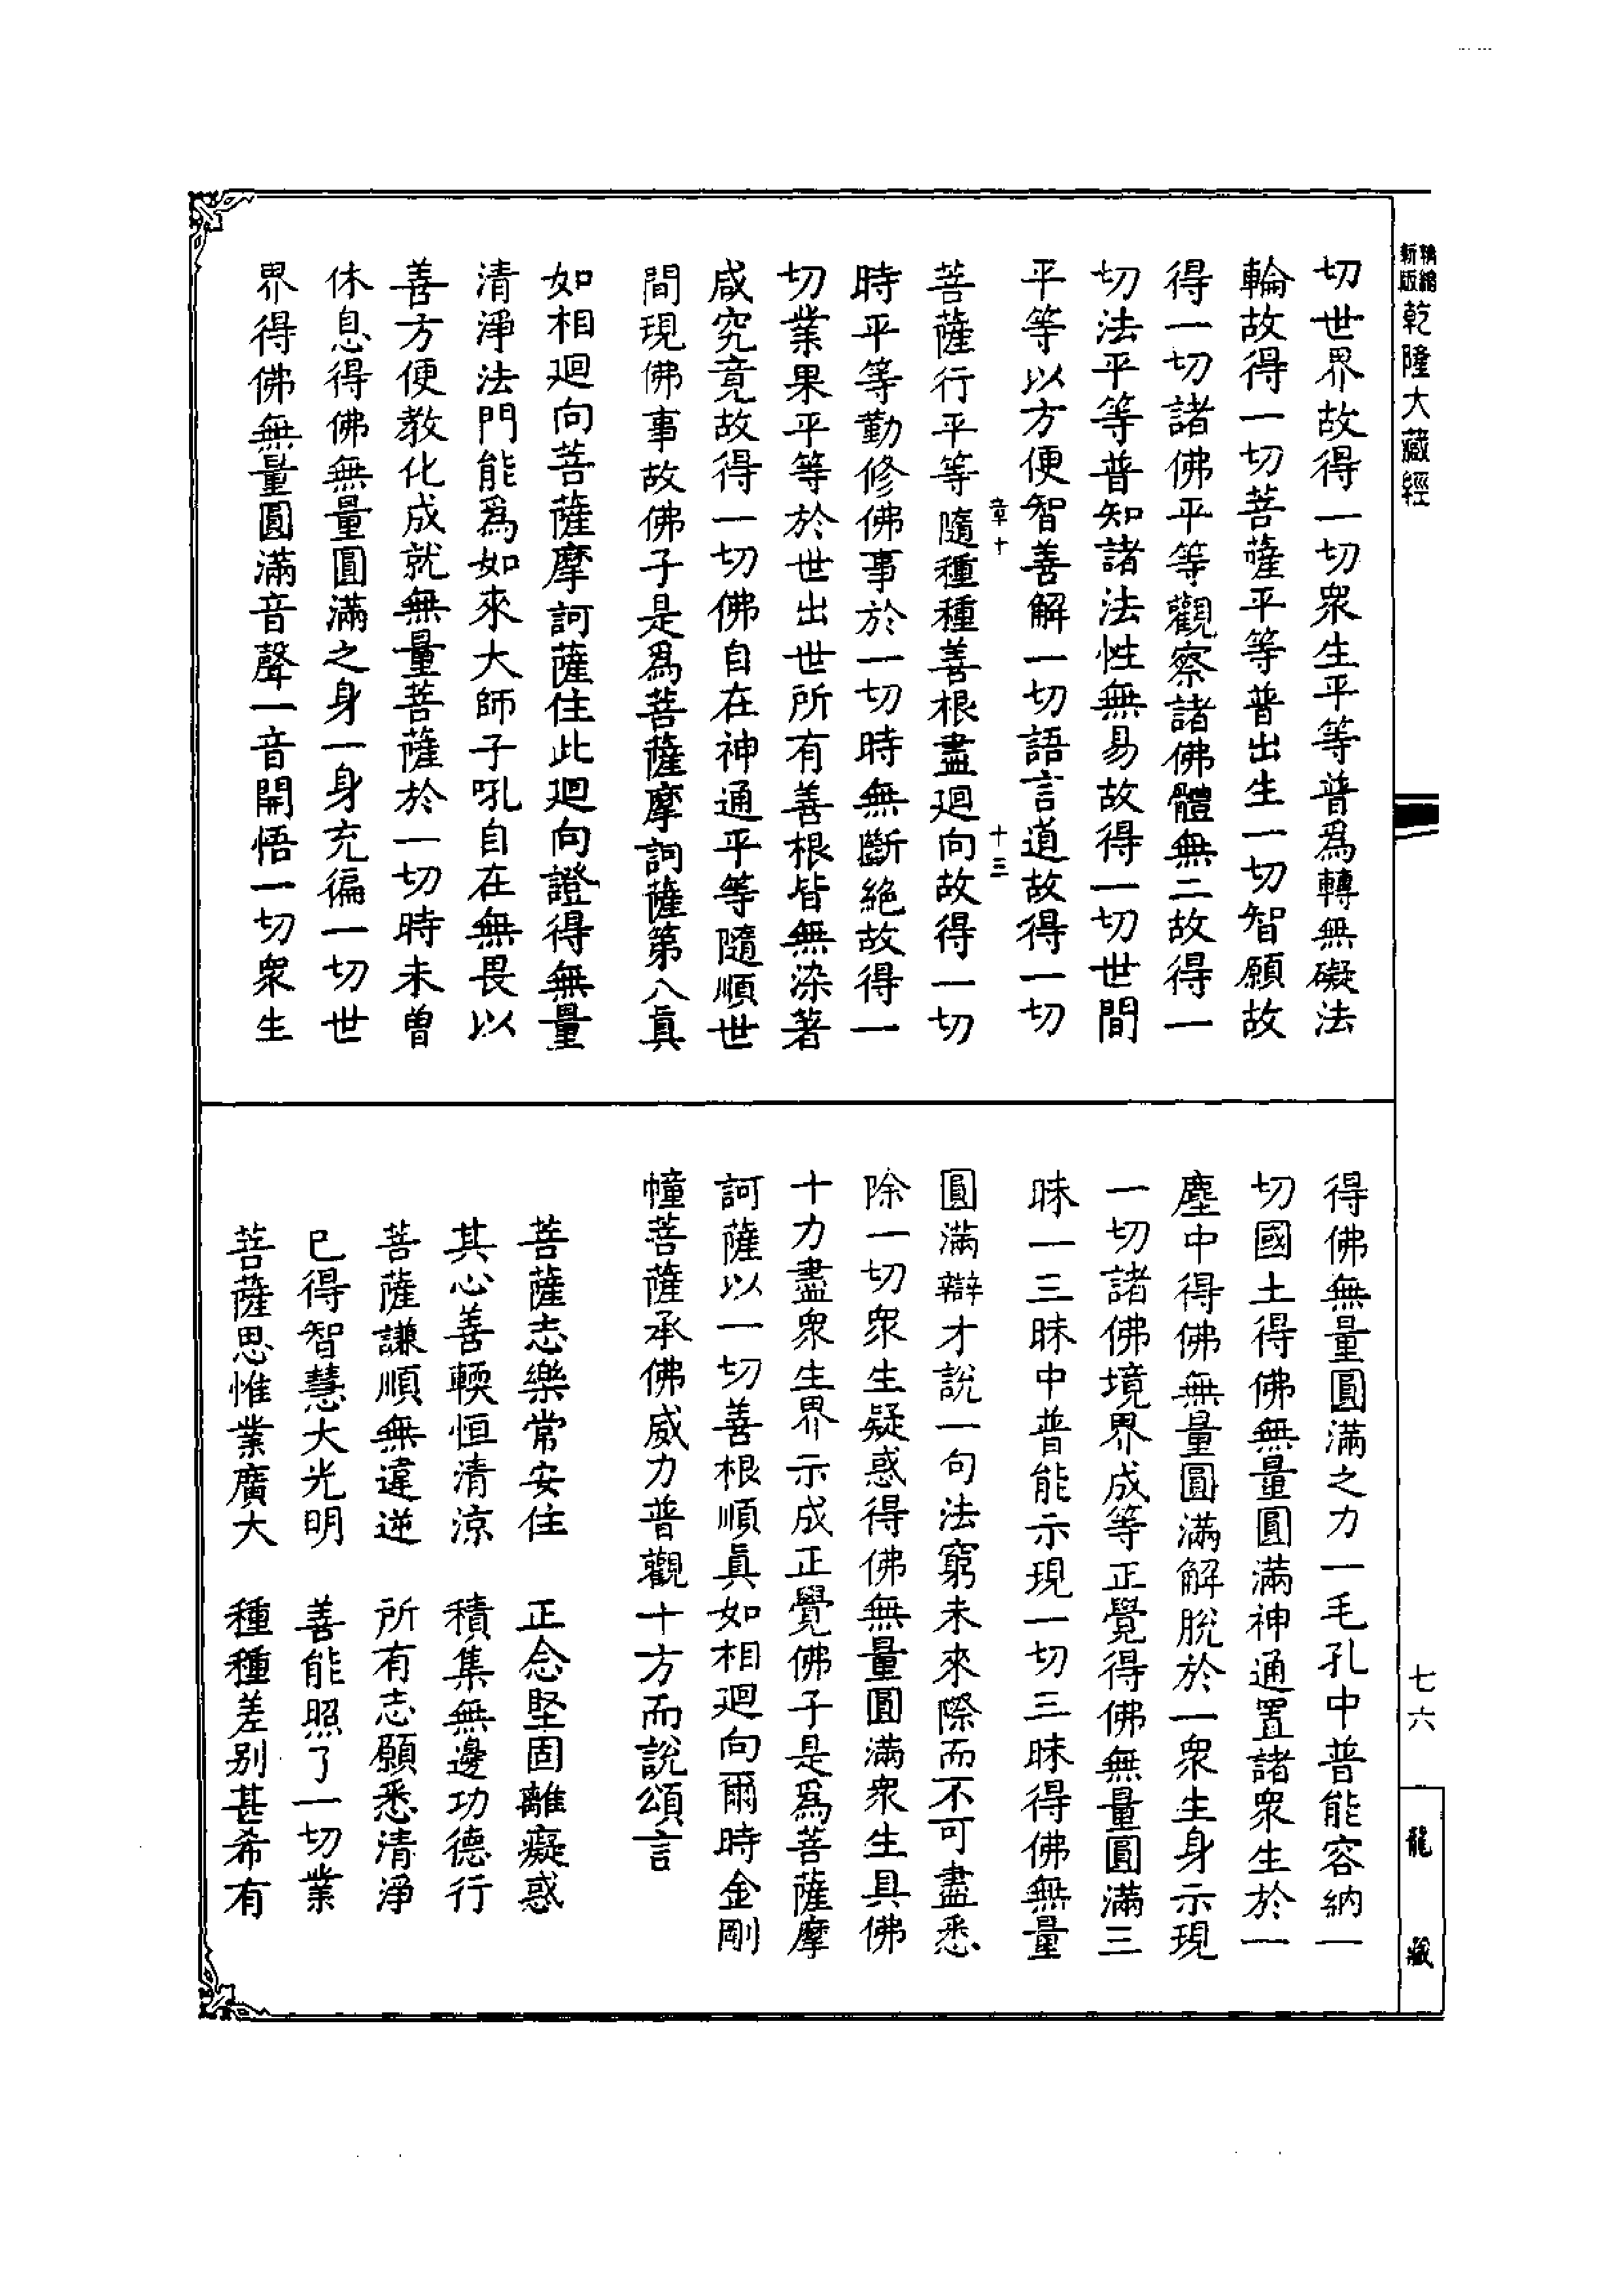 精縮
新版
乾隆大藏經
切世界故得一切衆生平等普爲轉無礙法
輪故得一切菩薩平等普出生一切智願故
得一切諸佛平等觀察諸佛體無二故得一
切法平等普知諸法性無易故得一切世間
平等以方便智善解一切語言道故得一切
章十
十三
菩薩行平等隨種種善根盡廻向故得一切
時平等勤修佛事於一切時無斷絶故得一
切業果平等於世出世所有善根皆無染著
咸究竟故得一切佛自在神通平等隨順世
間現佛事故佛子是爲菩薩摩訶薩第八眞
如相廻向菩薩摩訶薩住此廻向證得無量
清淨法門能爲如來大師子吼自在無畏以
善方便教化成就無量菩薩於一切時未曾
休息得佛無量圓滿之身一身充徧一切世
界得佛無量圓滿音聲一音開悟一切衆生
得佛無量圓滿之力一毛孔中普能容納一
切國土得佛無量圓滿神通置諸衆生於一
塵中得佛無量圓滿解脫於一衆生身示現
一切諸佛境界成等正覺得佛無量圓滿三
昧一三昧中普能示現一切三昧得佛無量
圓滿辯才說一句法窮未來際而不可盡悉
除一切衆生疑惑得佛無量圓滿衆生具佛
十力盡衆生界示成正覺佛子是爲菩薩摩
訶薩以一切善根順眞如相廻向爾時金剛
幢菩薩承佛威力普觀十方而說頌言
菩薩志樂常安住　正念堅固離癡惑
其心善輭恒清涼　積集無邊功德行
菩薩謙順無違逆　所有志願悉清淨
已得智慧大光明　善能照了一切業
菩薩思惟業廣大　種種差别甚希有
七六
龍藏